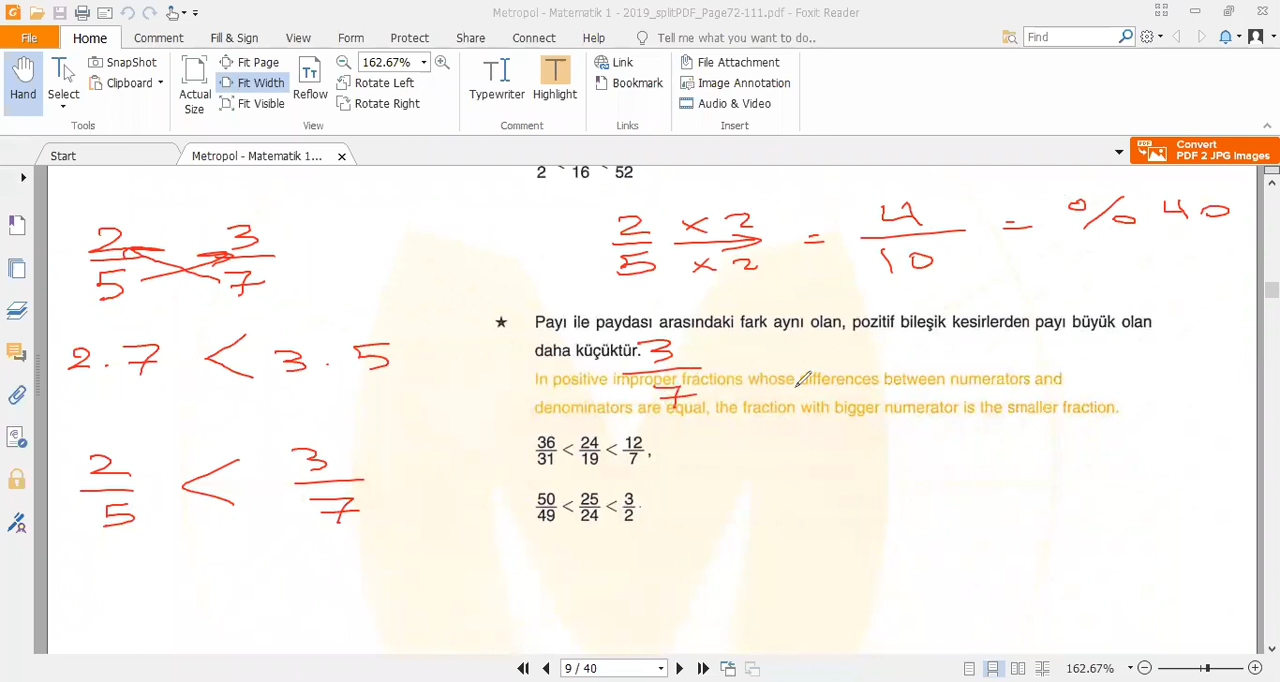 Metropol - Matematik 1 - 2019_splitPDF_Page72-111.pdf - Foxit Reader
File Home Comment Fill & Sign View Form Protect Share Connect Help Tell me what you want to do.. Find
Hand
Select
SnapShot
Clipboard
Tools
Actual Size
Fit Page
Fit Width
Fit Visible
Reflow
162.67%
Rotate Left
Rotate Right
View
Typewriter
Highlight
Comment
Link
Bookmark
Links
File Attachment
Image Annotation
Audio & Video
Insert
Start
Metropol - Matematik 1...
Convert
PDF 2 JPG Images
2 16 52
2/5 3/7
2/5 x2/x2 = 4/10 = %40
2.7 < 3.5
2/5 < 3/7
★ Payı ile paydası arasındaki fark aynı olan, pozitif bileşik kesirlerden payı büyük olan
daha küçüktür.
3/7
In positive improper fractions whose differences between numerators and
denominators are equal, the fraction with bigger numerator is the smaller fraction.
36/31 < 24/19 < 12/7,
50/49 < 25/24 < 3/2
9 / 40
162.67%